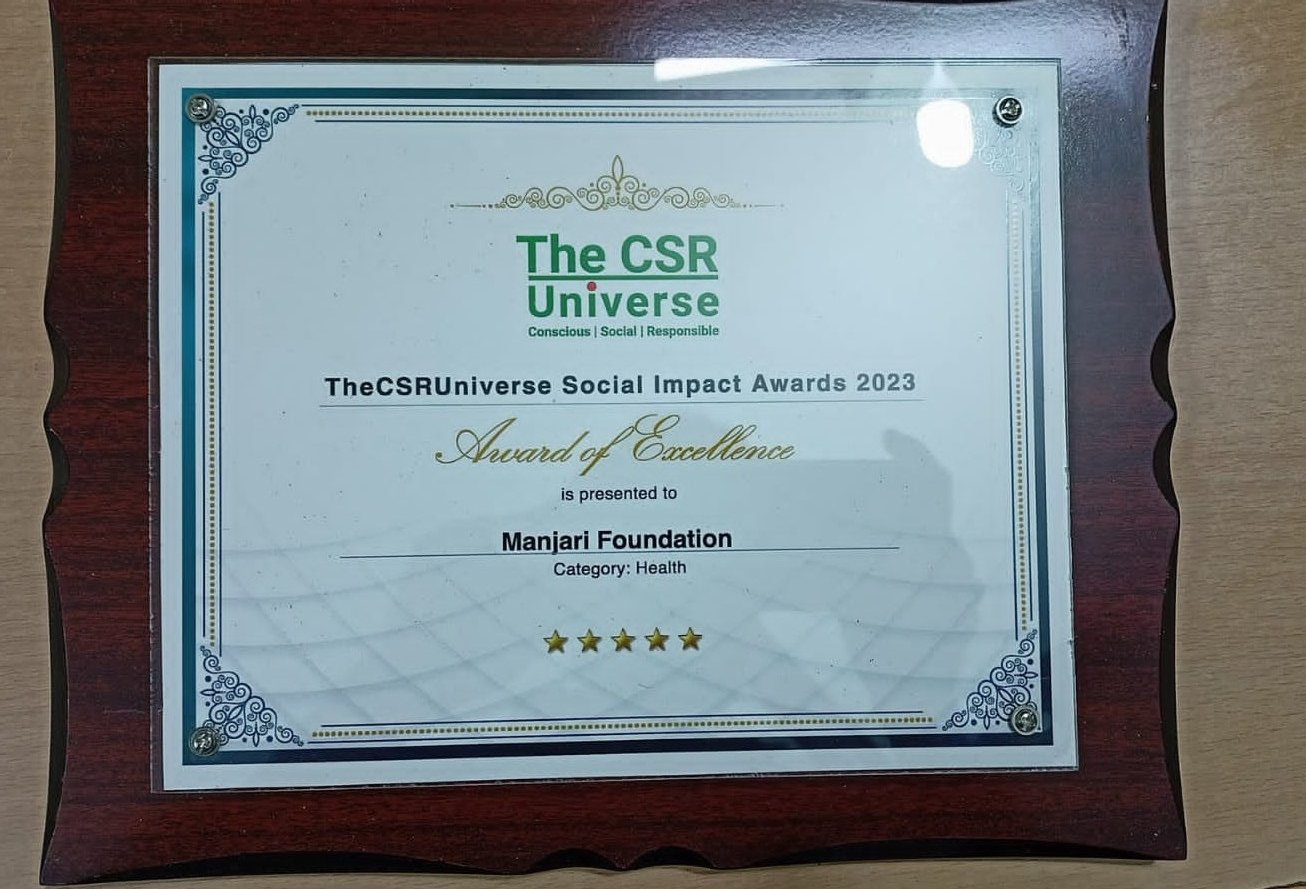 The CSR
Universe
Conscious | Social | Responsible
TheCSRUniverse Social Impact Awards 2023
Award of Excellence
is presented to
Manjari Foundation
Category: Health